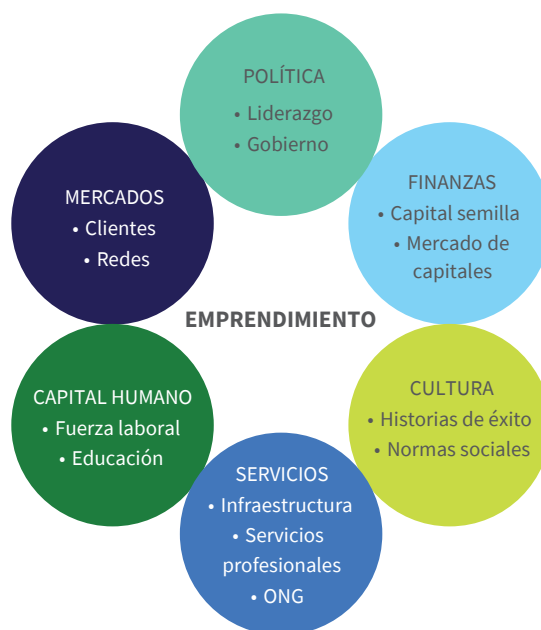 POLÍTICA
• Liderazgo
• Gobierno
FINANZAS
• Capital semilla
• Mercado de
capitales
CULTURA
• Historias de éxito
• Normas sociales
SERVICIOS
• Infraestructura
• Servicios
profesionales
• ONG
CAPITAL HUMANO
• Fuerza laboral
• Educación
MERCADOS
• Clientes
• Redes
EMPRENDIMIENTO